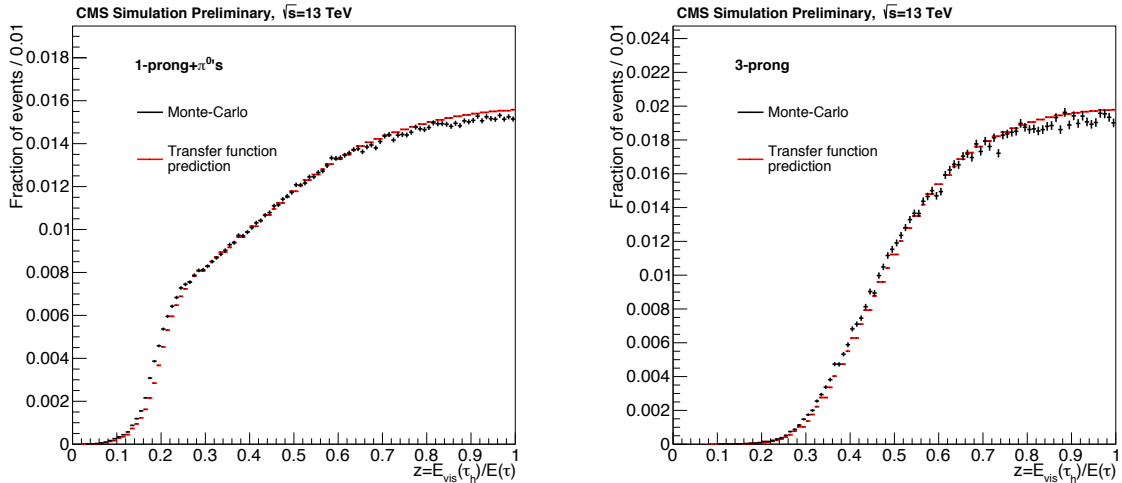 CMS Simulation Preliminary, √s=13 TeV
Fraction of events / 0.01
0.018
0.016
0.014
0.012
0.01
0.008
0.006
0.004
0.002
0
1-prong+π⁰'s
Monte-Carlo
Transfer function
prediction
0 0.1 0.2 0.3 0.4 0.5 0.6 0.7 0.8 0.9 1
z=E_vis(τ_h)/E(τ)
CMS Simulation Preliminary, √s=13 TeV
Fraction of events / 0.01
0.024
0.022
0.02
0.018
0.016
0.014
0.012
0.01
0.008
0.006
0.004
0.002
0
3-prong
Monte-Carlo
Transfer function
prediction
0 0.1 0.2 0.3 0.4 0.5 0.6 0.7 0.8 0.9 1
z=E_vis(τ_h)/E(τ)